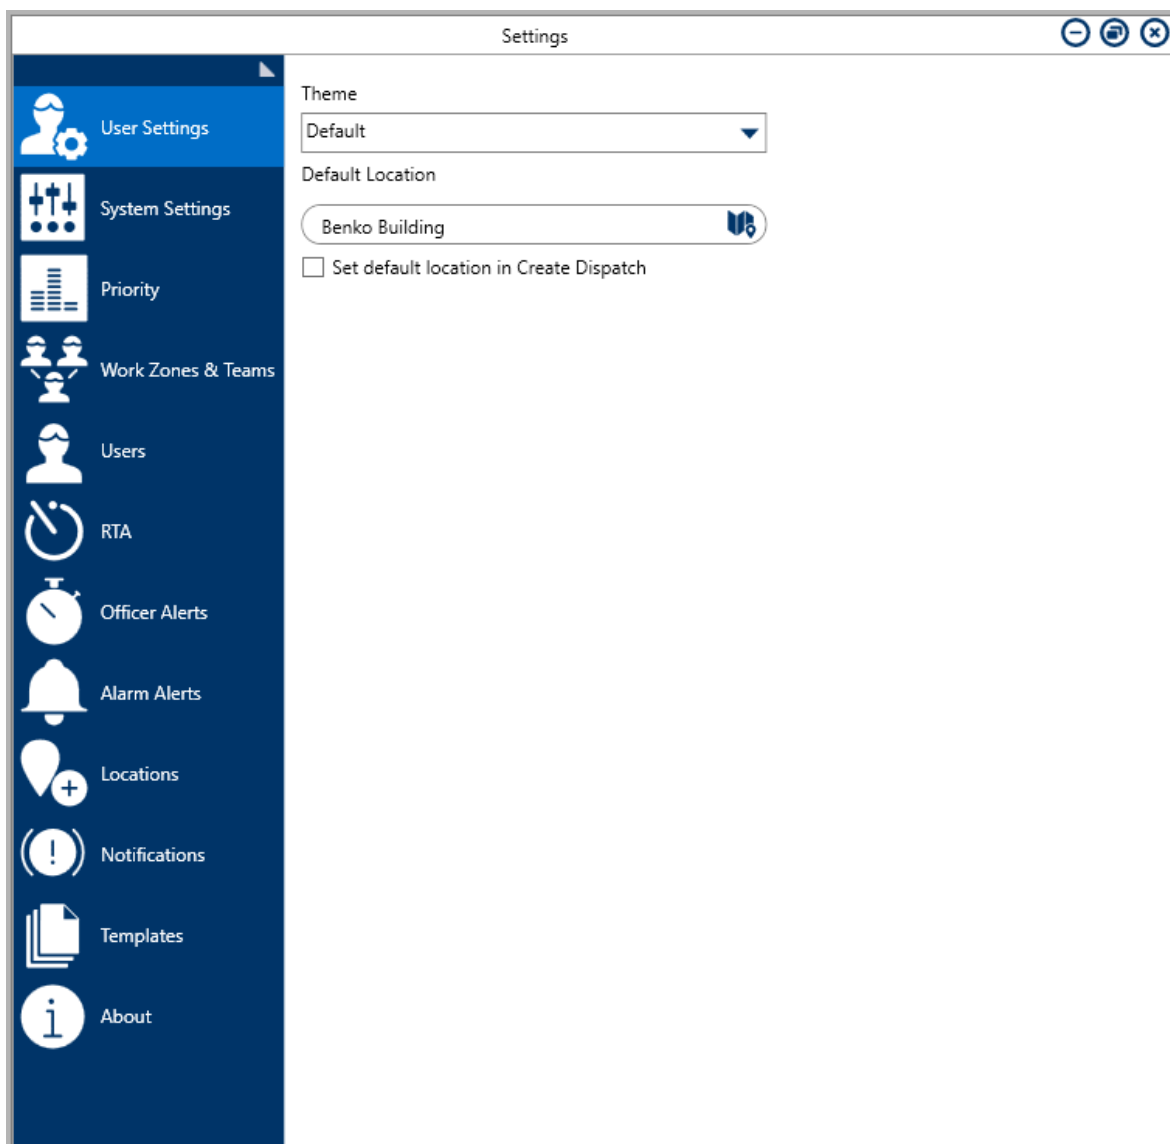 Settings
User Settings
System Settings
Priority
Work Zones & Teams
Users
RTA
Officer Alerts
Alarm Alerts
Locations
Notifications
Templates
About
Theme
Default
Default Location
Benko Building
Set default location in Create Dispatch